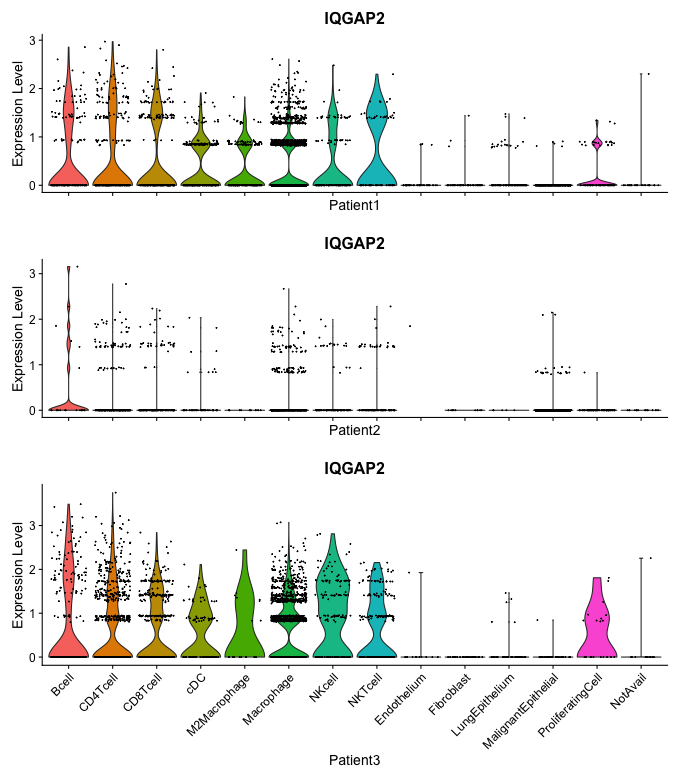 IQGAP2
Expression Level
3
2
1
0
Patient1
IQGAP2
Expression Level
3
2
1
0
Patient2
IQGAP2
Expression Level
3
2
1
0
Bcell
CD4Tcell
CD8Tcell
cDC
M2Macrophage
Macrophage
NKcell
NKTcell
Endothelium
Fibroblast
LungEpithelium
MalignantEpithelial
ProliferatingCell
NotAvail
Patient3